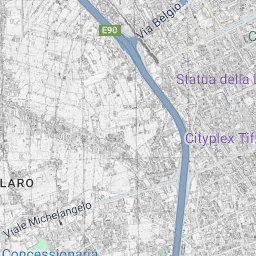 E90
Via Belgio
Statua della
Cityplex Tif
LARO
Viale Michelangelo
Concessionaria